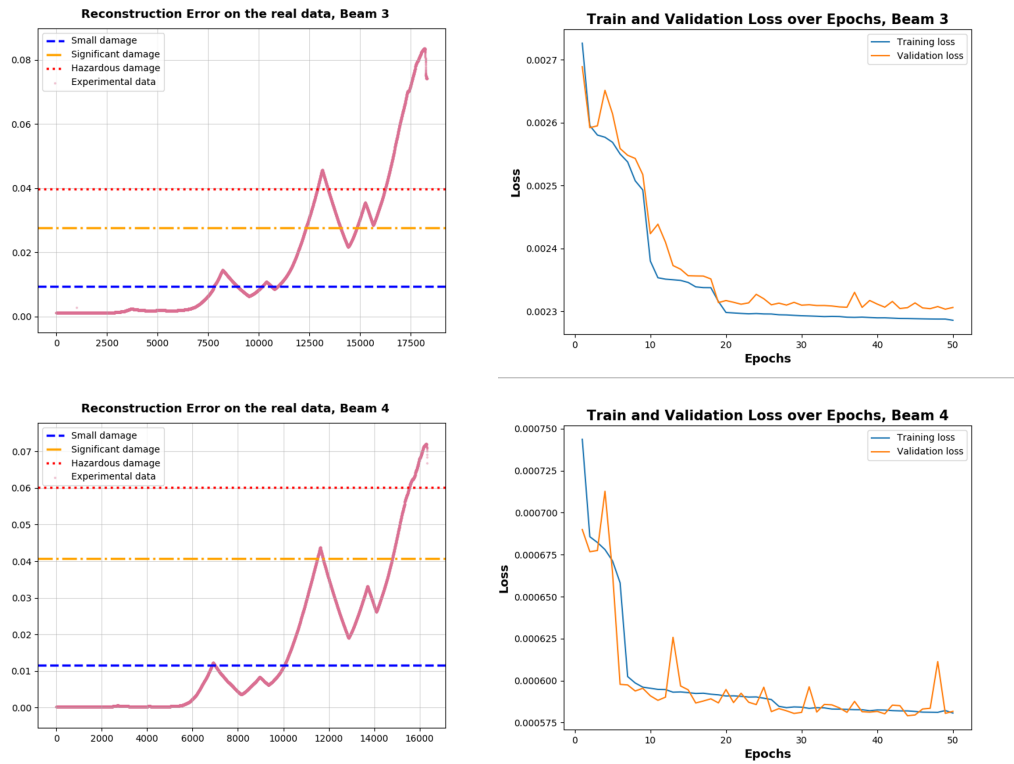 Reconstruction Error on the real data, Beam 3
Small damage
Significant damage
Hazardous damage
Experimental data
0.08
0.06
0.04
0.02
0.00
0
2500
5000
7500
10000
12500
15000
17500
Train and Validation Loss over Epochs, Beam 3
Training loss
Validation loss
0.0027
0.0026
0.0025
0.0024
0.0023
Loss
0
10
20
30
40
50
Epochs
Reconstruction Error on the real data, Beam 4
Small damage
Significant damage
Hazardous damage
Experimental data
0.07
0.06
0.05
0.04
0.03
0.02
0.01
0.00
0
2000
4000
6000
8000
10000
12000
14000
16000
Train and Validation Loss over Epochs, Beam 4
Training loss
Validation loss
0.000750
0.000725
0.000700
0.000675
0.000650
0.000625
0.000600
0.000575
Loss
0
10
20
30
40
50
Epochs